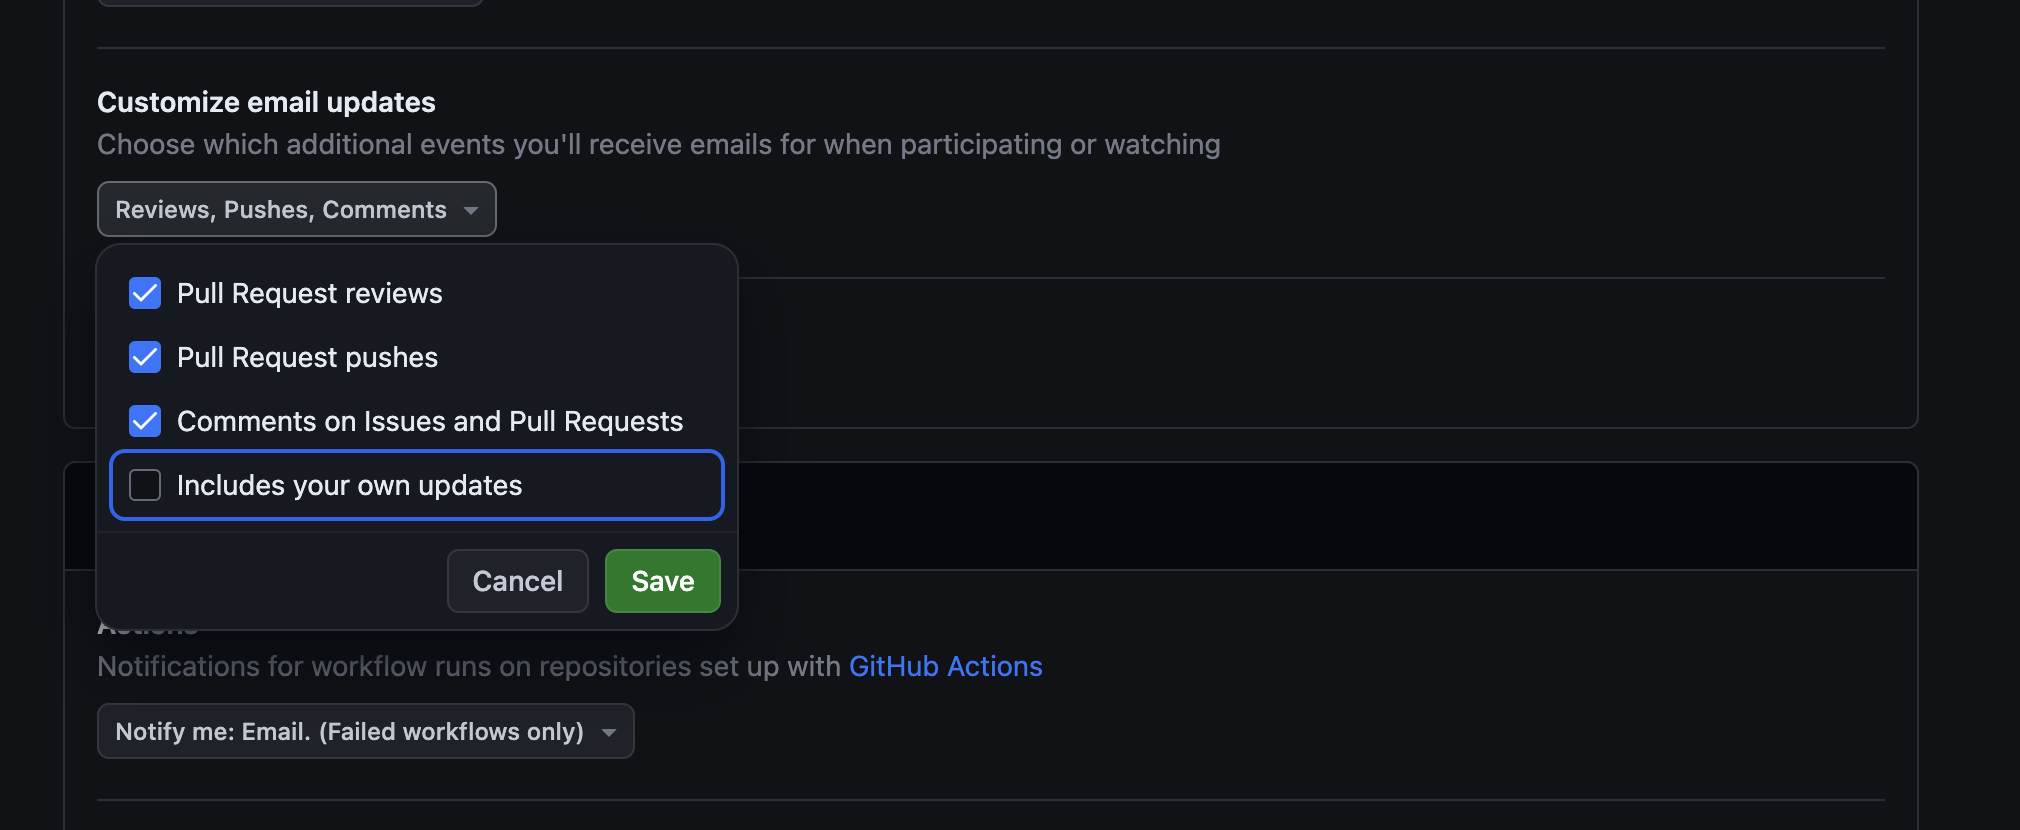 Customize email updates
Choose which additional events you'll receive emails for when participating or watching
Reviews, Pushes, Comments
Pull Request reviews
Pull Request pushes
Comments on Issues and Pull Requests
Includes your own updates
Cancel
Save
Actions
Notifications for workflow runs on repositories set up with GitHub Actions
Notify me: Email. (Failed workflows only)